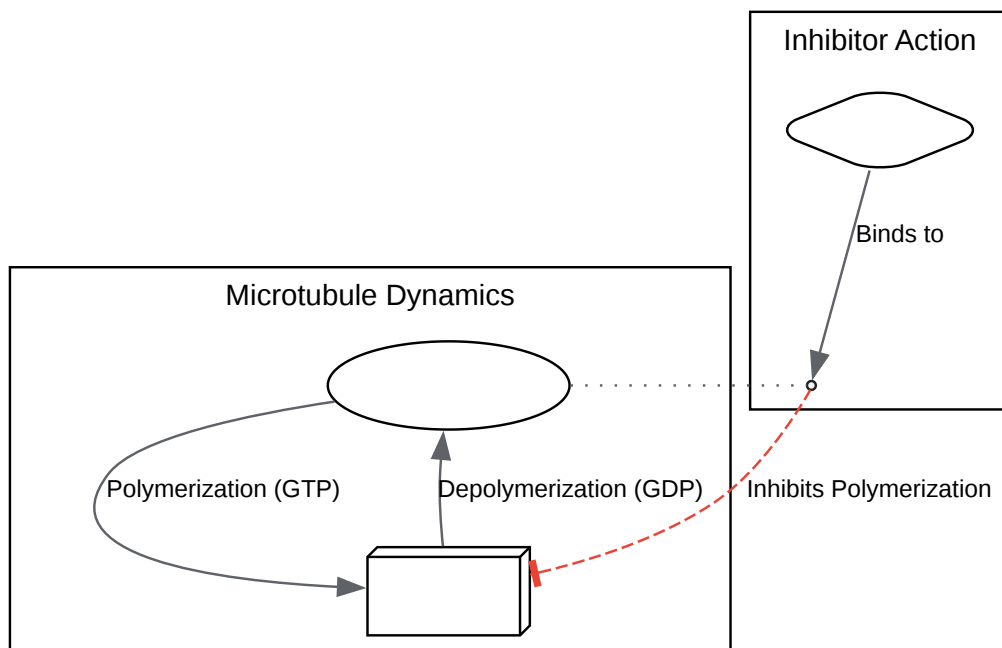 Inhibitor Action
Binds to
Microtubule Dynamics
Polymerization (GTP)
Depolymerization (GDP)
Inhibits Polymerization